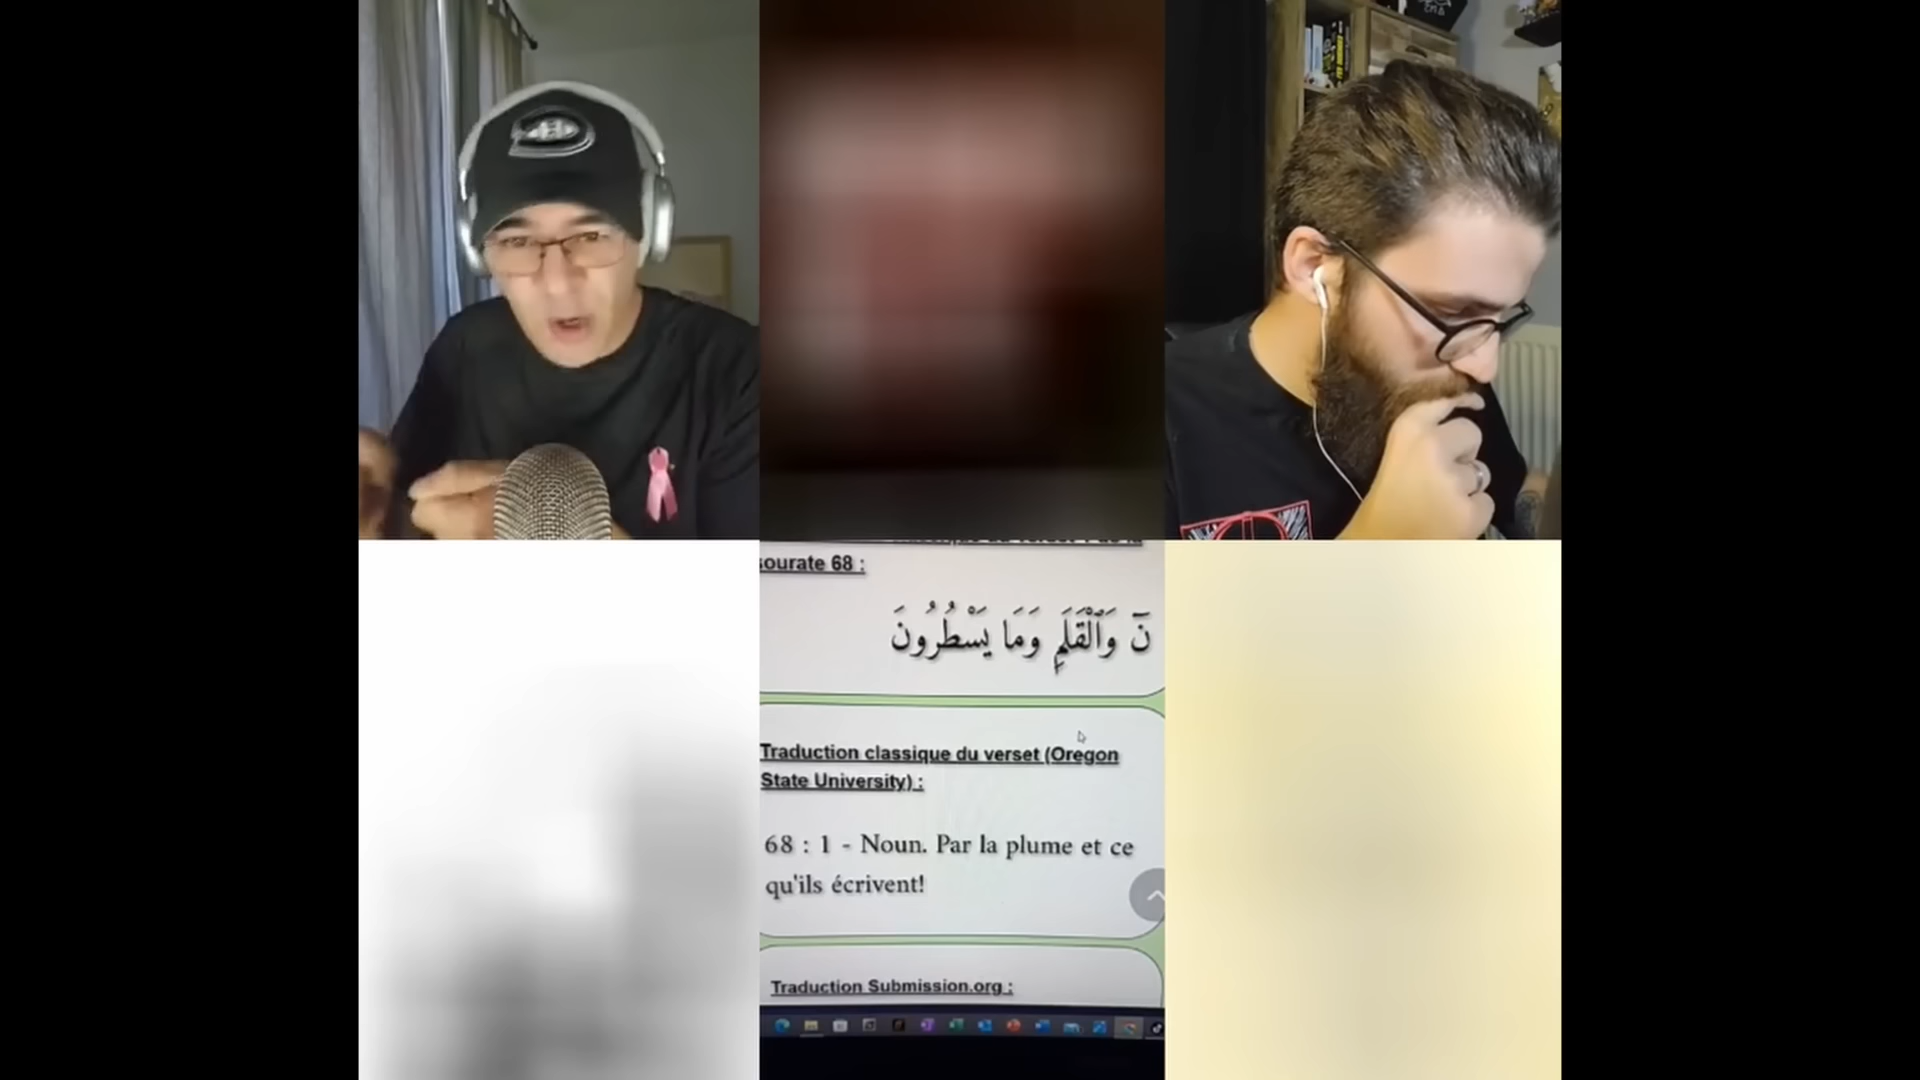 sourate 68 :
نٓ وَٱلْقَلَمِ وَمَا يَسْطُرُونَ
Traduction classique du verset (Oregon
State University) :
68 : 1 - Noun. Par la plume et ce
qu'ils écrivent!
Traduction Submission.org :